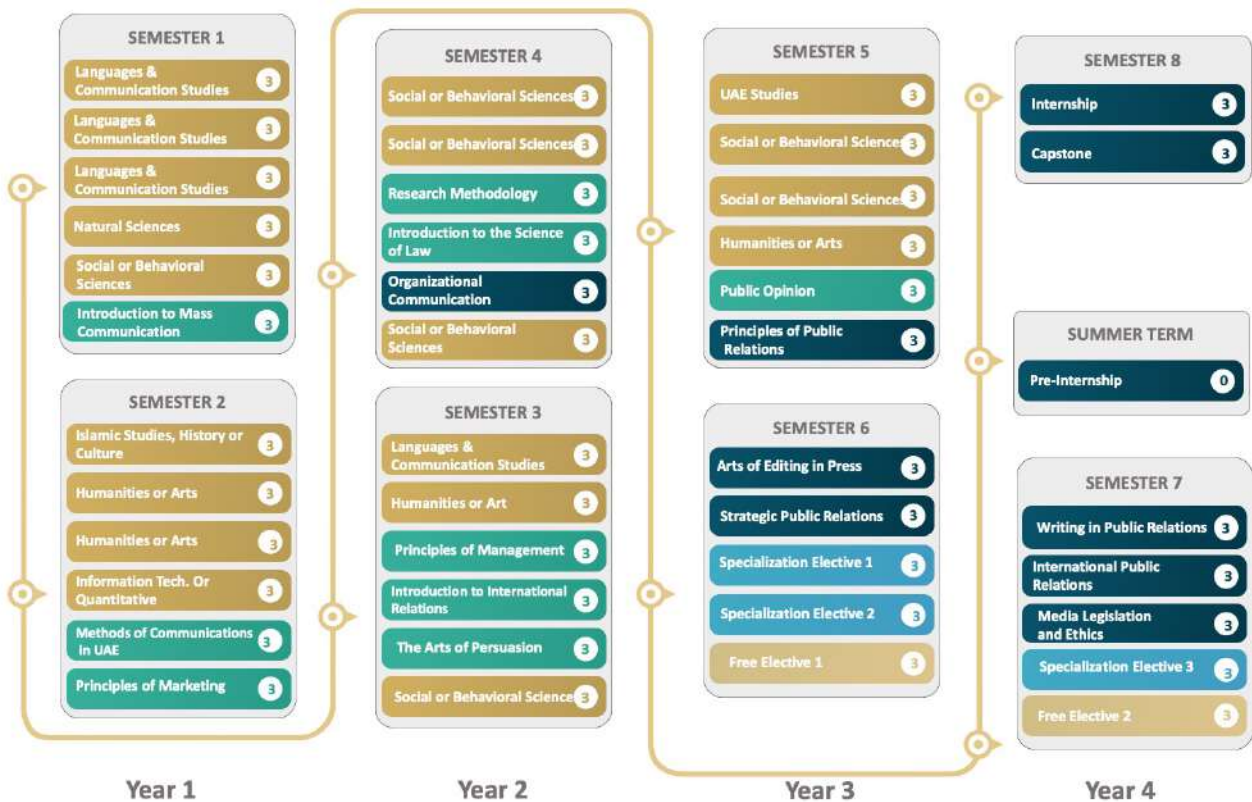 SEMESTER 1
Languages &
Communication Studies
3
Languages &
Communication Studies
3
Languages &
Communication Studies
3
Natural Sciences
3
Social or Behavioral
Sciences
3
Introduction to Mass
Communication
3
SEMESTER 2
Islamic Studies, History or
Culture
3
Humanities or Arts
3
Humanities or Arts
3
Information Tech. Or
Quantitative
3
Methods of Communications
in UAE
3
Principles of Marketing
3
Year 1
SEMESTER 4
Social or Behavioral Sciences
3
Social or Behavioral Sciences
3
Research Methodology
3
Introduction to the Science
of Law
3
Organizational
Communication
3
Social or Behavioral
Sciences
3
SEMESTER 3
Languages &
Communication Studies
3
Humanities or Art
3
Principles of Management
3
Introduction to International
Relations
3
The Arts of Persuasion
3
Social or Behavioral Science
3
Year 2
SEMESTER 5
UAE Studies
3
Social or Behavioral Sciences
3
Social or Behavioral Sciences
3
Humanities or Arts
3
Public Opinion
3
Principles of Public
Relations
3
SEMESTER 6
Arts of Editing in Press
3
Strategic Public Relations
3
Specialization Elective 1
3
Specialization Elective 2
3
Free Elective 1
3
Year 3
SEMESTER 8
Internship
3
Capstone
3
SUMMER TERM
Pre-Internship
0
SEMESTER 7
Writing in Public Relations
3
International Public
Relations
3
Media Legislation
and Ethics
3
Specialization Elective 3
3
Free Elective 2
3
Year 4